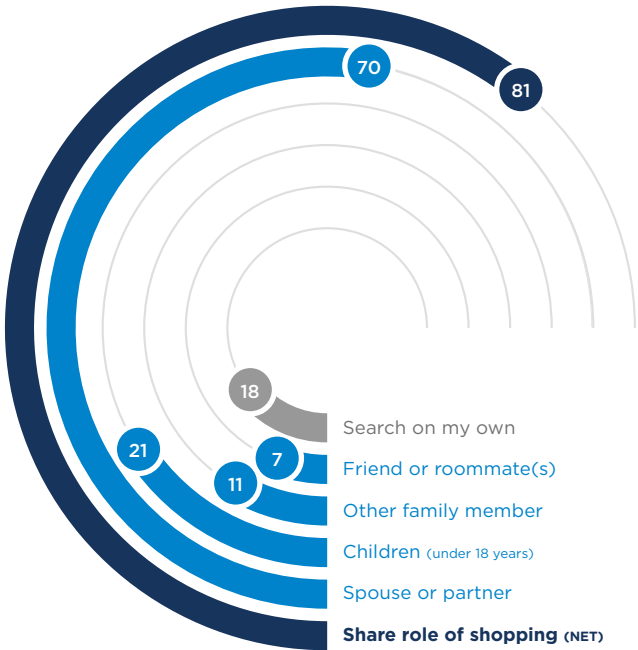 70
81
18
Search on my own
21
7
Friend or roommate(s)
11
Other family member
Children (under 18 years)
Spouse or partner
Share role of shopping (NET)